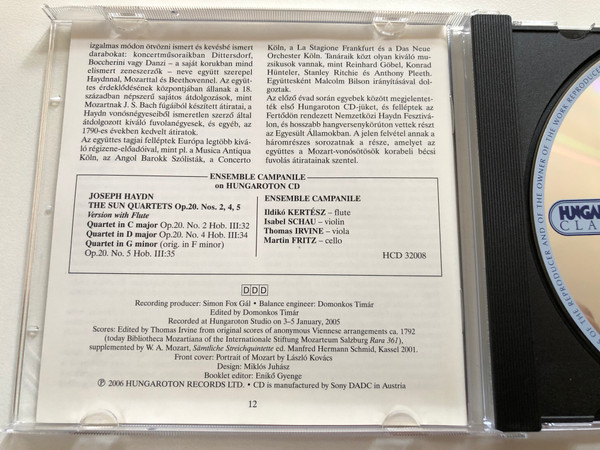 izgalmas módon ötvözni ismert és kevésbé ismert
darabokat: koncertműsoraikban Dittersdorf,
Boccherini vagy Danzi – a saját korukban mind
elismert zeneszerzők – neve együtt szerepel
Haydnnal, Mozarttal és Beethovennel. Az együt-
tes érdeklődésének központjában állanak a 18.
században népszerű sajátos átdolgozások, mint
Mozartnak J. S. Bach fúgáiból készített átiratai, a
Haydn vonósnégyeseiből ismeretlen szerző által
átdolgozott kiváló fuvolanégyesek, és egyéb, az
1790-es években kedvelt átiratok.
Az együttes tagjai felléptek Európa legtöbb kivá-
ló régizene-előadóival, mint pl. a Musica Antiqua
Köln, az Angol Barokk Szólisták, a Concerto
Köln, a La Stagione Frankfurt és a Das Neue
Orchester Köln. Tanáraik közt olyan kiváló mu-
zsikusok vannak, mint Reinhard Göbel, Konrad
Hünteler, Stanley Ritchie és Anthony Pleeth.
Együttesként Malcolm Bilson irányításával dol-
goztak.
Az előző évad során egyebek között megjelentet-
ték első Hungaroton CD-jüket, és felléptek az
Fertődön rendezett Nemzetközi Haydn Fesztivá-
lon, és hosszabb hangversenykörúton vettek részt
az Egyesült Államokban. A jelen felvétel annak a
háromrészes sorozatnak a része, amelyet az
együttes a Mozart-vonósötösök korabeli bécsi
fuvolás átiratainak szentel.
ENSEMBLE CAMPANILE
on HUNGAROTON CD
JOSEPH HAYDN
THE SUN QUARTETS Op.20. Nos. 2, 4, 5
Version with Flute
Quartet in C major Op.20. No. 2 Hob. III:32
Quartet in D major Op.20. No. 4 Hob. III:34
Quartet in G minor (orig. in F minor)
Op.20. No. 5 Hob. III:35
ENSEMBLE CAMPANILE
Ildikó KERTÉSZ – flute
Isabel SCHAU – violin
Thomas IRVINE – viola
Martin FRITZ – cello
HCD 32008
DDD
Recording producer: Simon Fox Gál • Balance engineer: Domonkos Timár
Edited by Domonkos Timár
Recorded at Hungaroton Studio on 3–5 January, 2005
Scores: Edited by Thomas Irvine from original scores of anonymous Viennese arrangements ca. 1792
(today Bibliotheca Mozartiana of the Internationale Stiftung Mozarteum Salzburg Rara 361),
supplemented by W. A. Mozart, Sämtliche Streichquintette ed. Manfred Hermann Schmid, Kassel 2001.
Front cover: Portrait of Mozart by László Kovács
Design: Miklós Juhász
Booklet editor: Enikő Gyenge
℗ 2006 HUNGAROTON RECORDS LTD. • CD is manufactured by Sony DADC in Austria
12
HUNGA
CLA
OF THE REPRODUCER AND OF THE OWNER OF THE WORK REPRODUCE